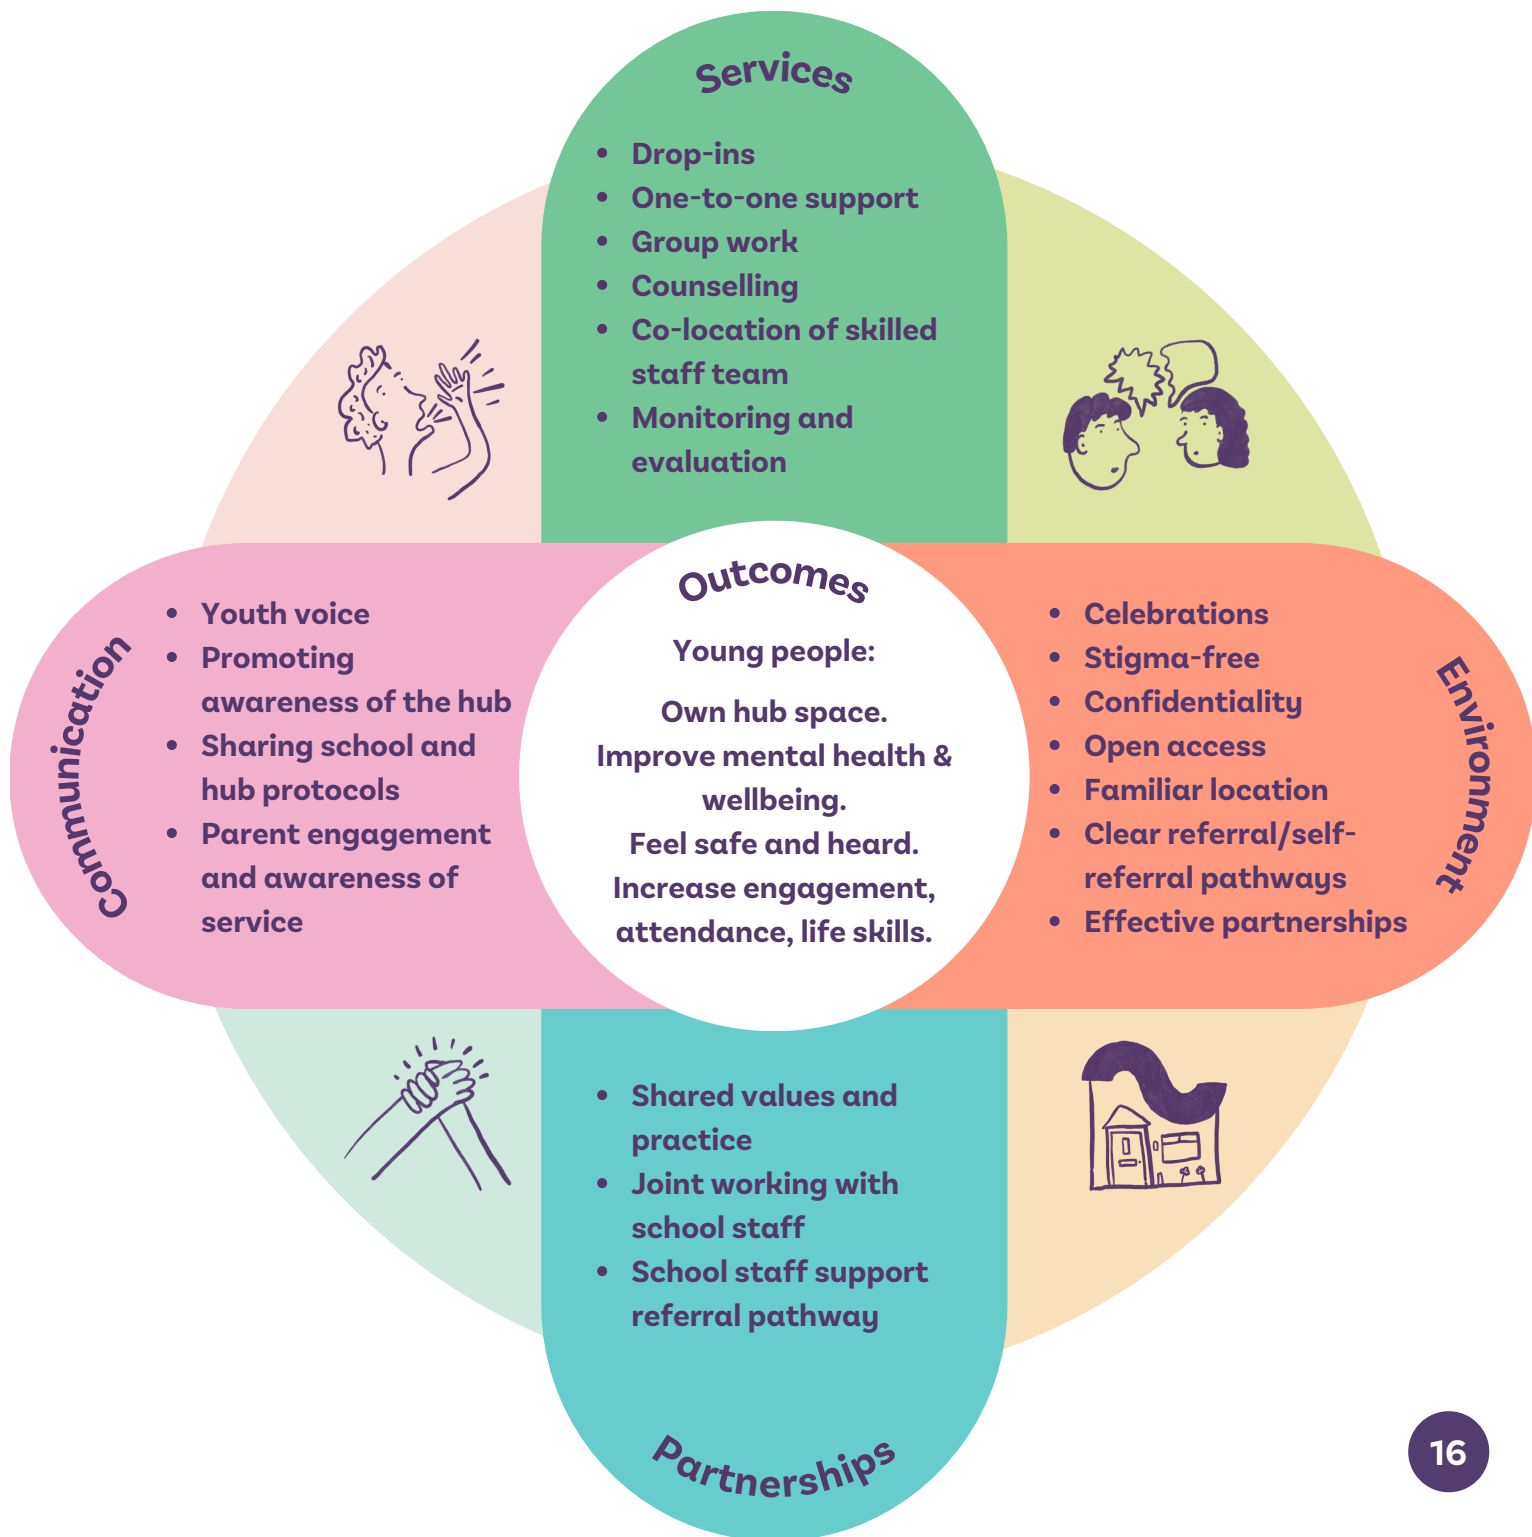 Services
• Drop-ins
• One-to-one support
• Group work
• Counselling
• Co-location of skilled
staff team
• Monitoring and
evaluation
Communication
• Youth voice
• Promoting
awareness of the hub
• Sharing school and
hub protocols
• Parent engagement
and awareness of
service
Outcomes
Young people:
Own hub space.
Improve mental health &
wellbeing.
Feel safe and heard.
Increase engagement,
attendance, life skills.
Environment
• Celebrations
• Stigma-free
• Confidentiality
• Open access
• Familiar location
• Clear referral/self-
referral pathways
• Effective partnerships
• Shared values and
practice
• Joint working with
school staff
• School staff support
referral pathway
Partnerships
16